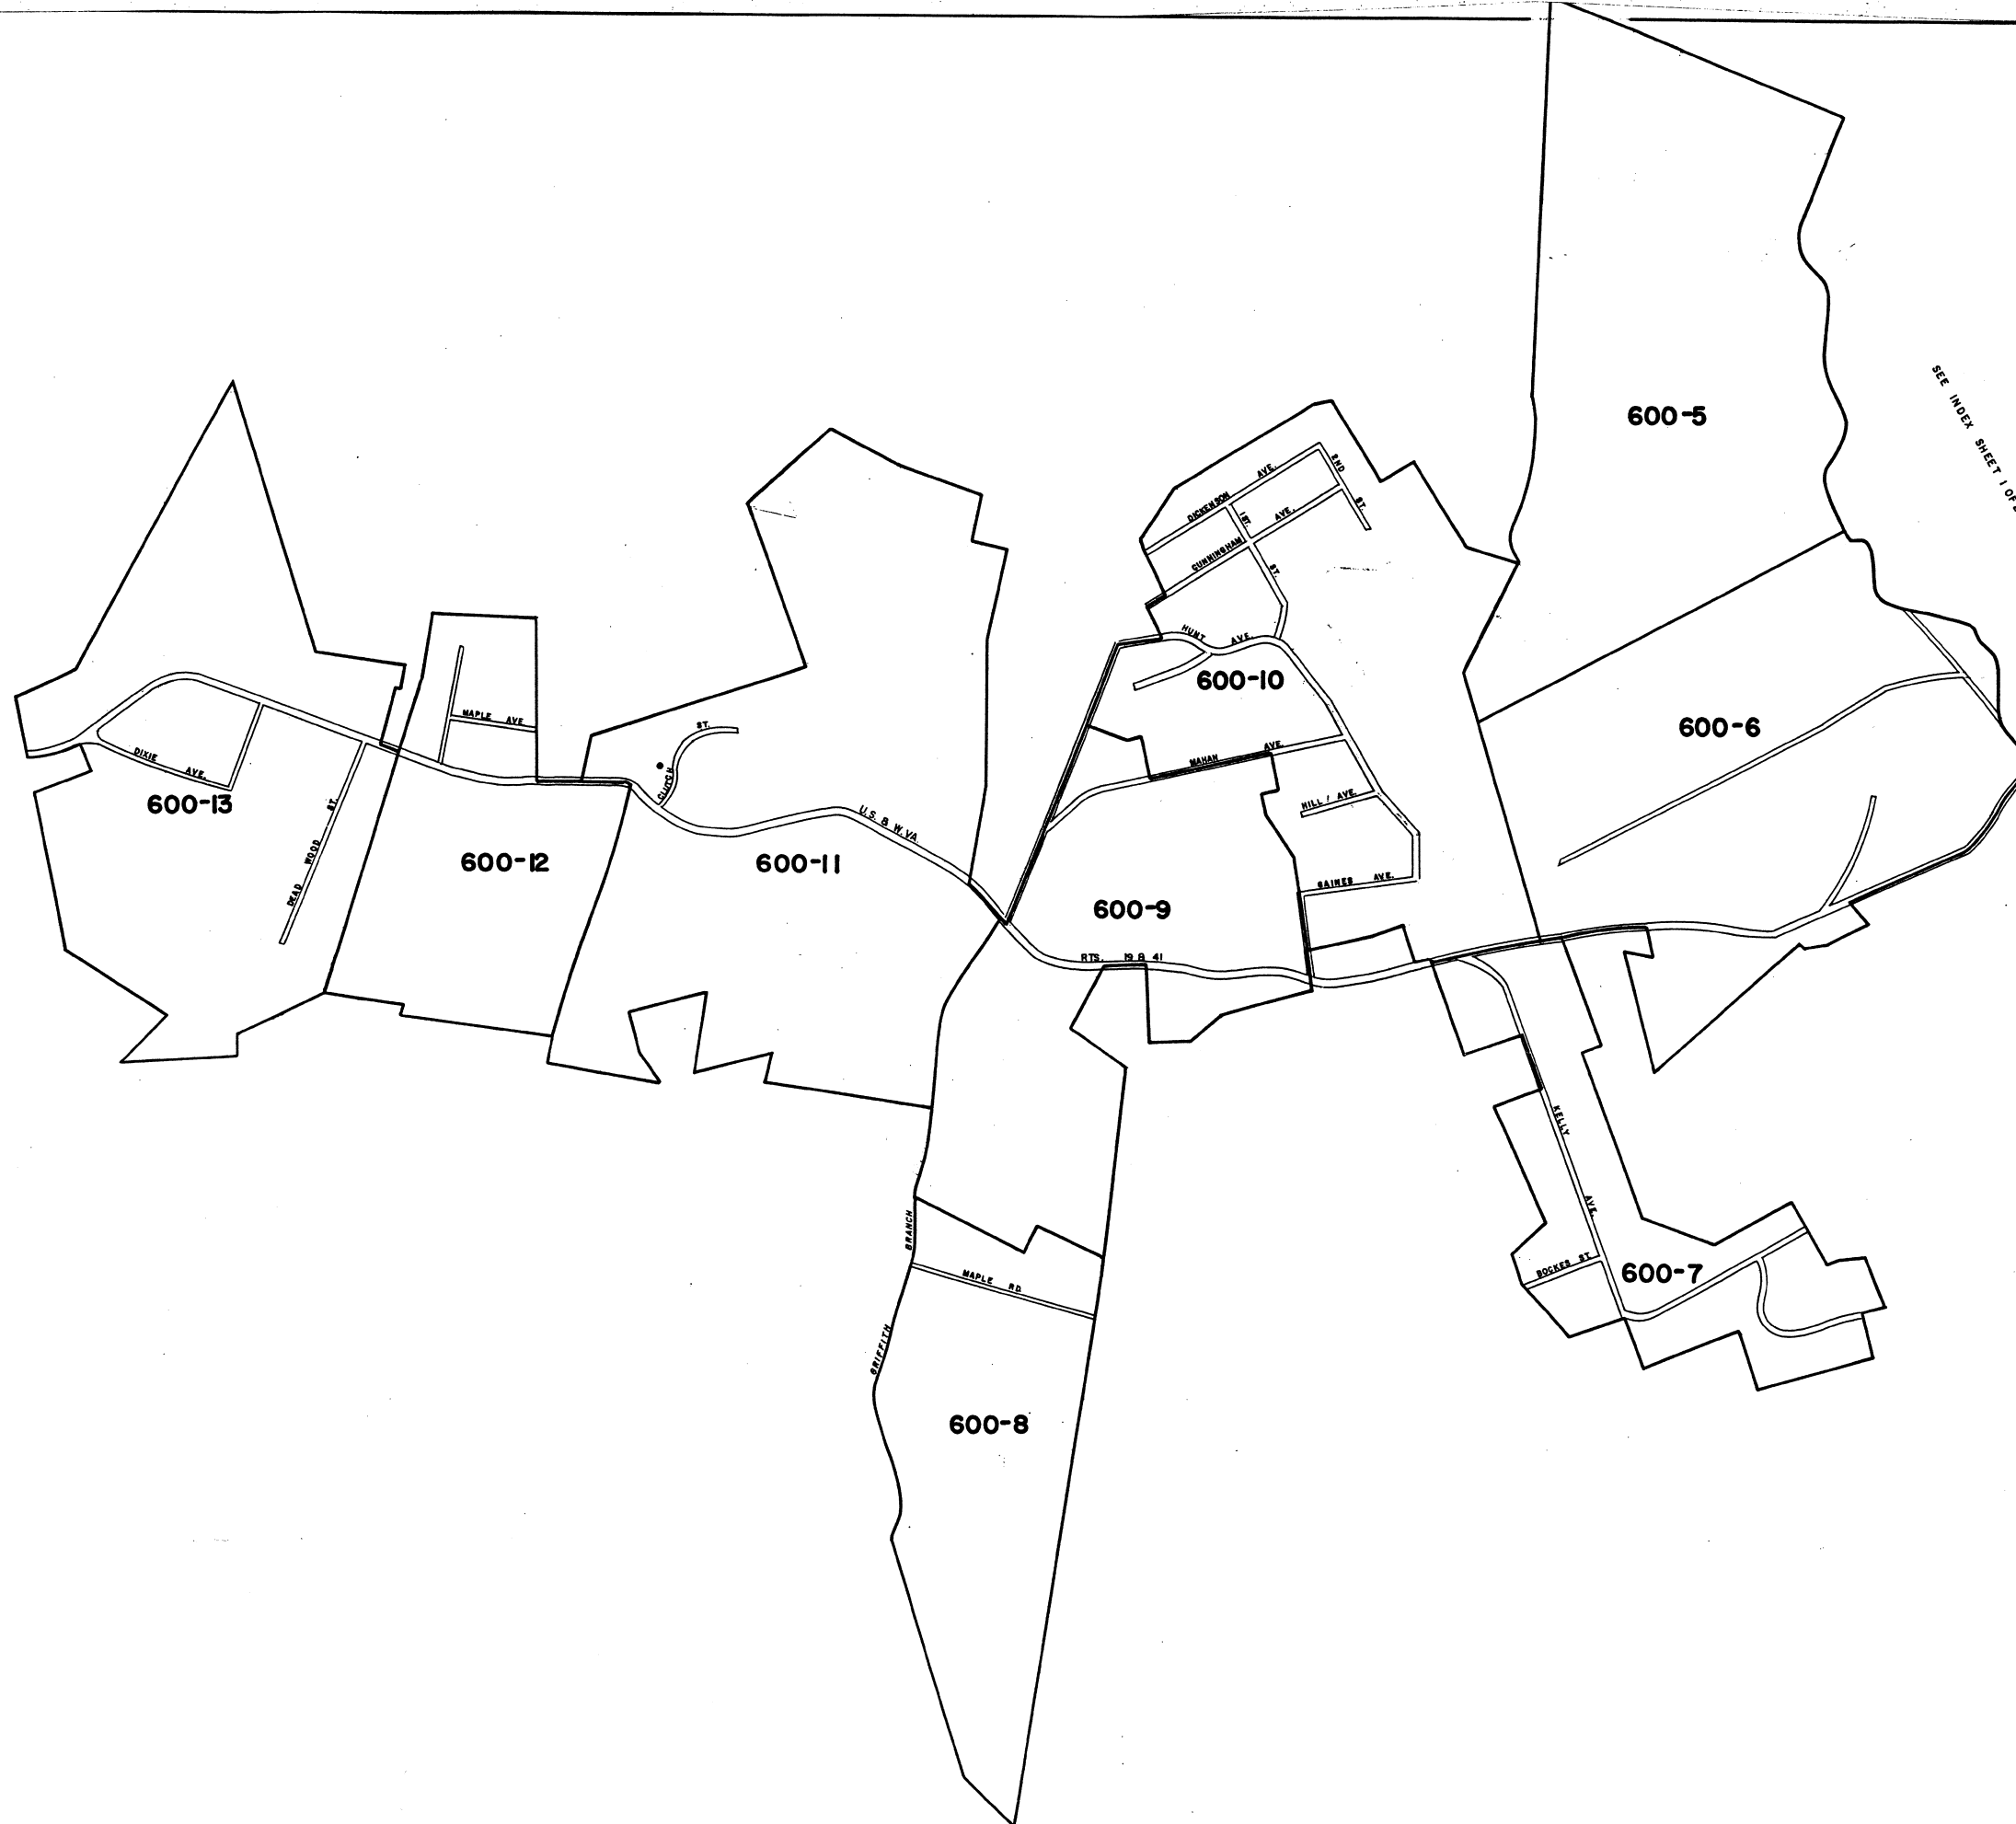 600-5
SEE INDEX SHEET 1 OF
2ND ST.
DICKENSON AVE.
1ST. ST.
CUNNINGHAM AVE.
HUNT AVE.
600-10
600-6
MAPLE AVE
CLUTCH ST.
DIXIE AVE.
600-13
DEAD WOOD ST.
600-12
600-11
U.S. & W.VA
MAHAN AVE.
HILL AVE.
GAINES AVE.
600-9
RTS. 19 & 41
KELLY AVE.
BOCKES ST.
600-7
GRIFFITH BRANCH
MAPLE RD.
600-8